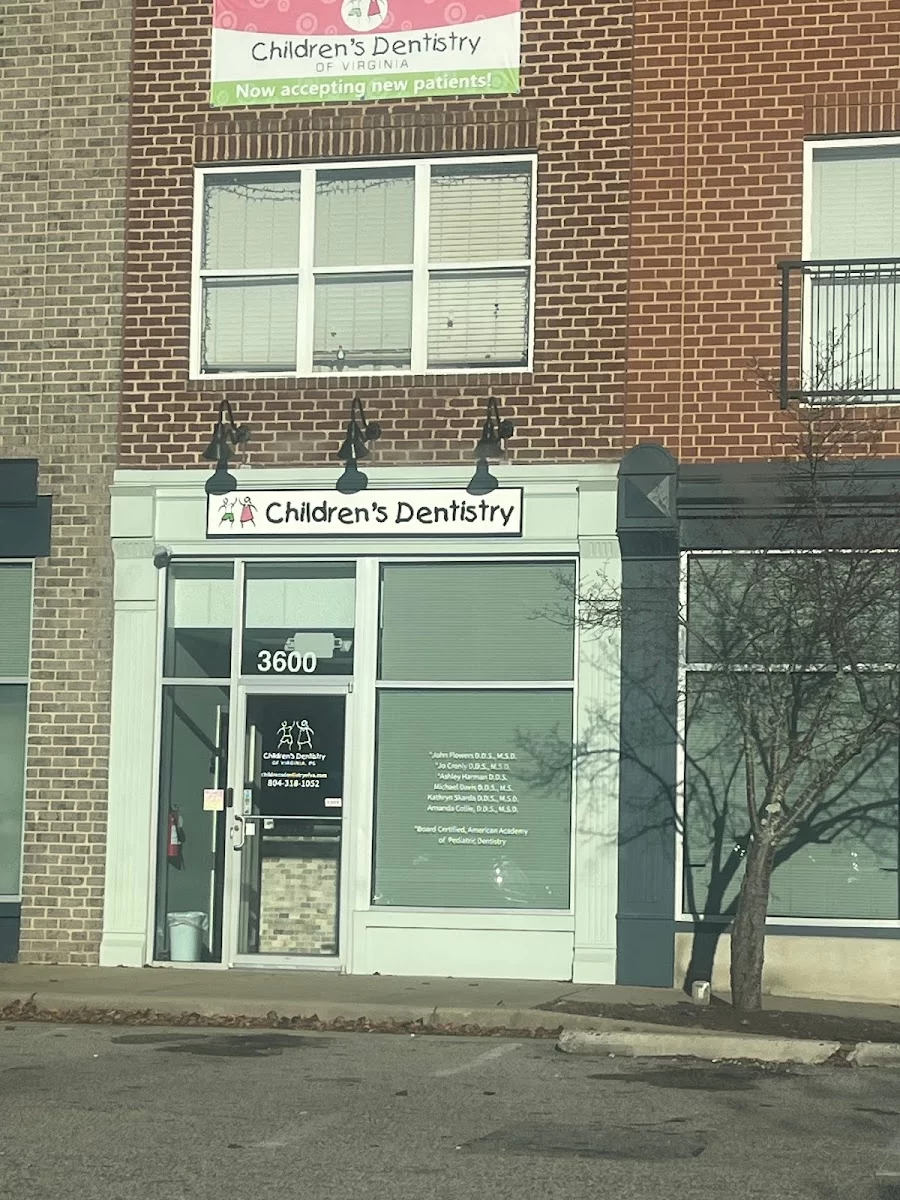 Children's Dentistry
OF VIRGINIA
Now accepting new patients!
Children's Dentistry
3600
Children's Dentistry
OF VIRGINIA, PC
childrensdentistryofva.com
804-318-1052
*John Flowers D.D.S., M.S.D.
*Jo Cronly D.D.S., M.S.D.
*Ashley Harman D.D.S.
Michael Davis D.D.S., M.S.
Kathryn Skarda D.D.S., M.S.D.
Amanda Collie, D.D.S., M.S.D.
*Board Certified, American Academy
of Pediatric Dentistry